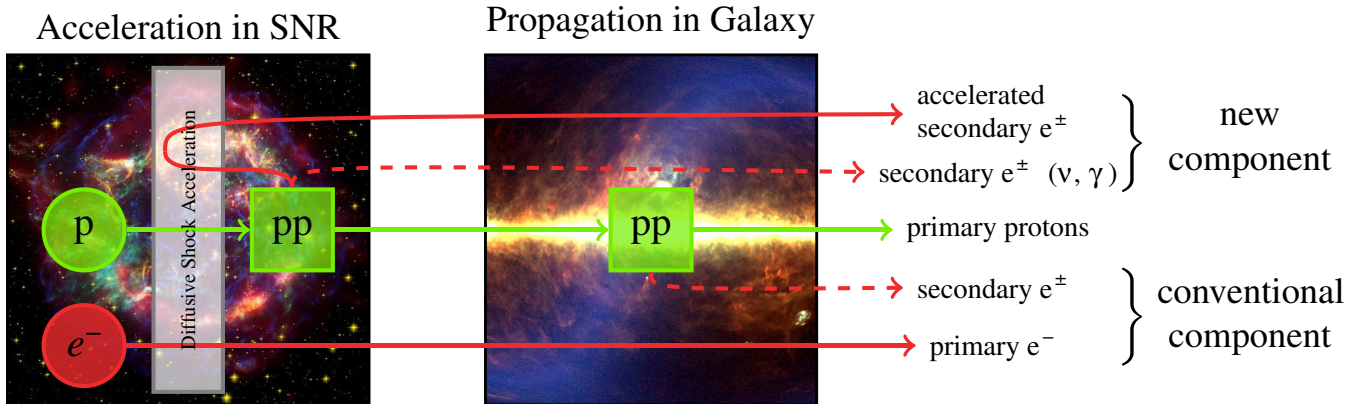 Acceleration in SNR
Propagation in Galaxy
Diffusive Shock Acceleration
p
pp
e⁻
pp
accelerated
secondary e±
secondary e± (ν, γ)
primary protons
secondary e±
primary e⁻
new
component
conventional
component